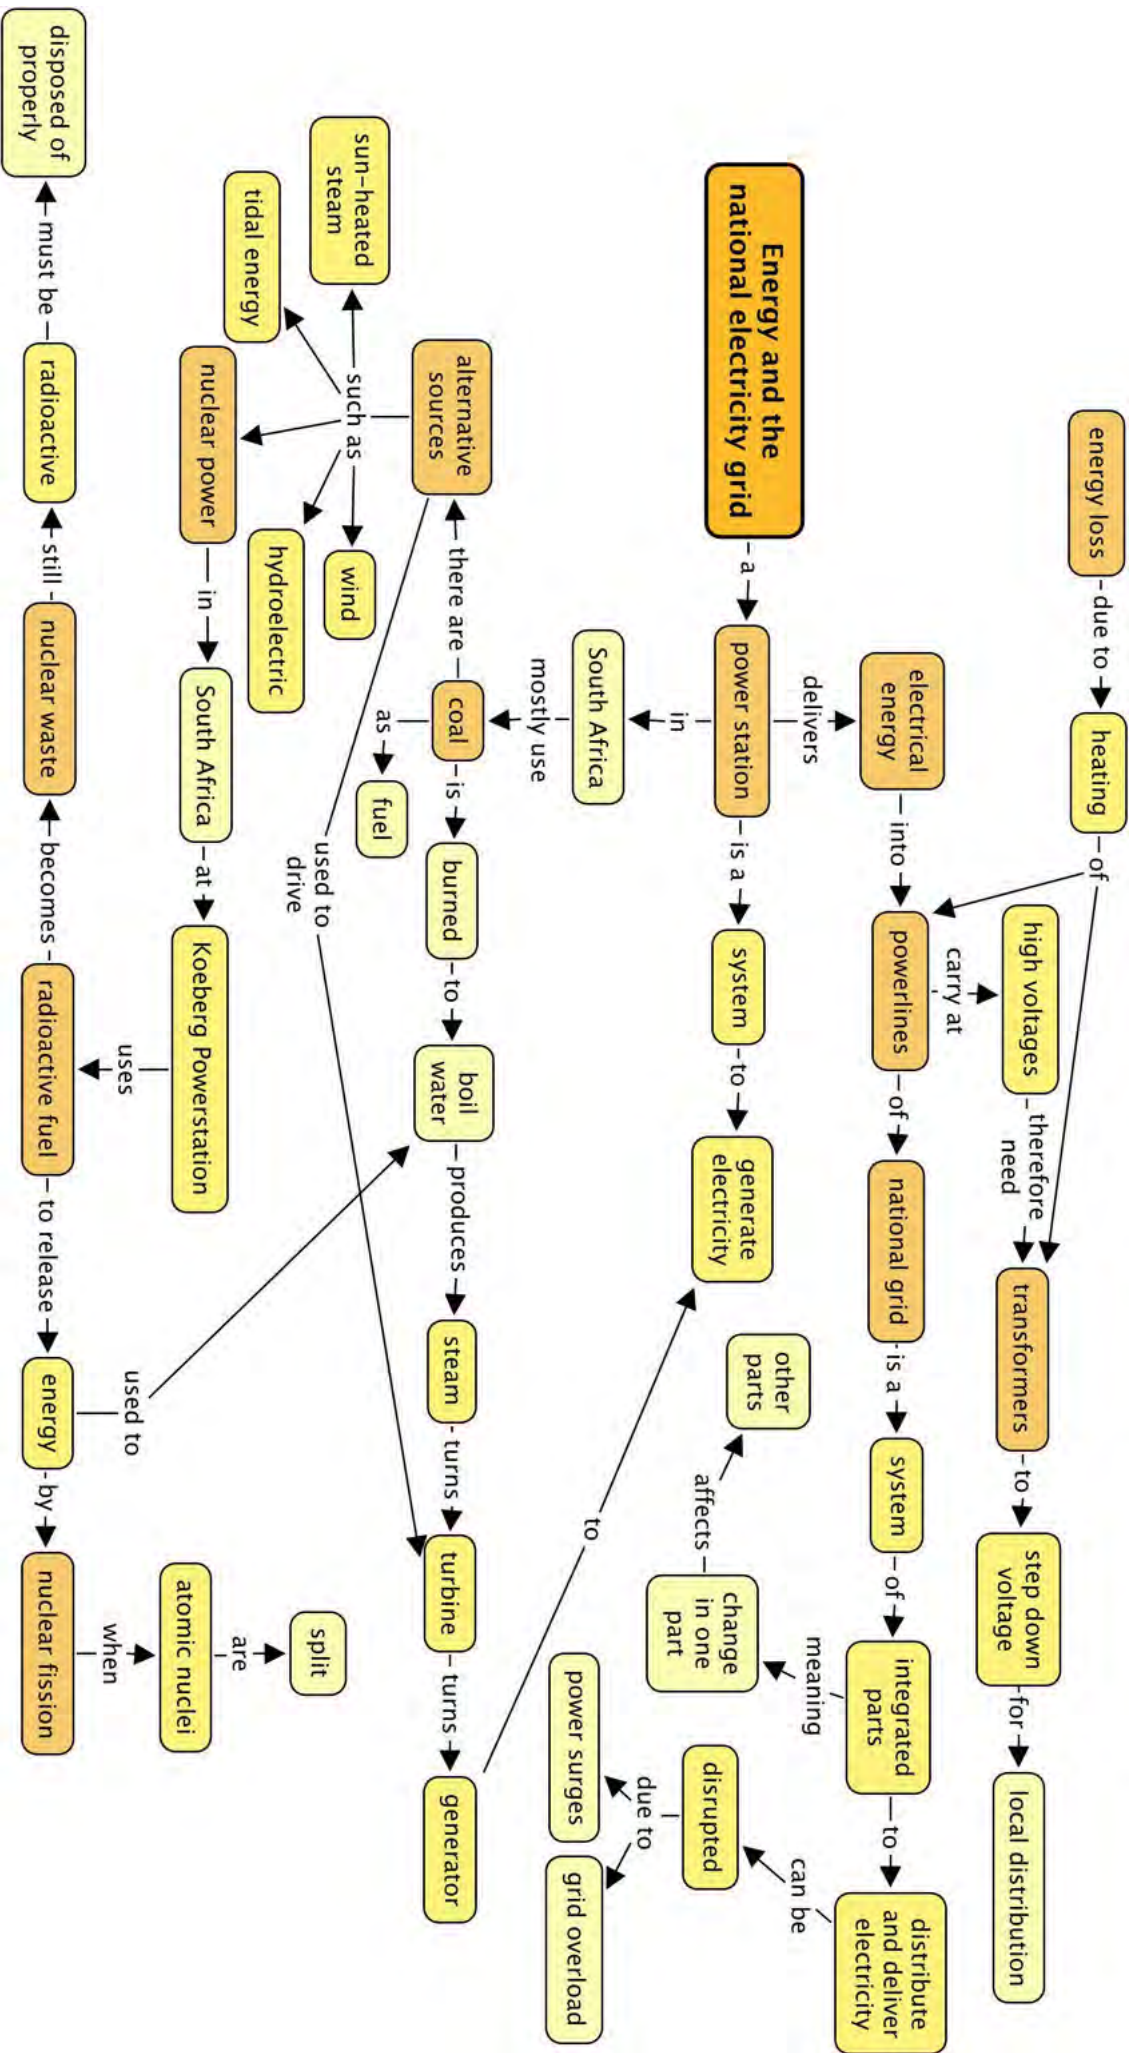 energy loss
due to
heating
of
high voltages
therefore
need
transformers
to
step down
voltage
for
local distribution
carry at
electrical
energy
into
powerlines
of
national grid
is a
system
of
integrated
parts
to
distribute
and deliver
electricity
delivers
meaning
can be
Energy and the
national electricity grid
a
power station
is a
system
to
generate
electricity
other
parts
affects
change
in one
part
disrupted
due to
power surges
grid overload
in
South Africa
mostly use
to
alternative
sources
there are
coal
is
burned
to
boil
water
produces
steam
turns
turbine
turns
generator
as
fuel
used to
drive
such as
sun-heated
steam
tidal energy
nuclear power
hydroelectric
wind
in
South Africa
at
Koeberg Powerstation
uses
used to
split
are
atomic nuclei
when
disposed of
properly
must be
radioactive
still
nuclear waste
becomes
radioactive fuel
to release
energy
by
nuclear fission